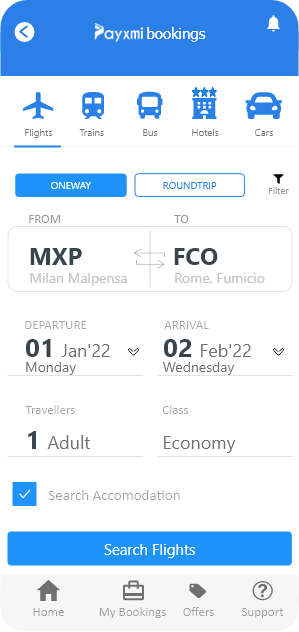 Payxmi bookings
Flights Trains Bus Hotels Cars
ONEWAY ROUNDTRIP Filter
FROM TO
MXP FCO
Milan Malpensa Rome, Fumicio
DEPARTURE ARRIVAL
01 Jan'22 02 Feb'22
Monday Wednesday
Travellers Class
1 Adult Economy
Search Accomodation
Search Flights
Home My Bookings Offers Support